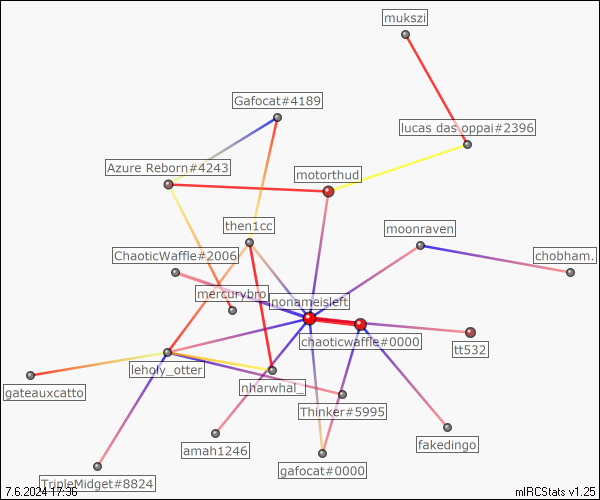 mukszi
Gafocat#4189
lucas das oppai#2396
Azure Reborn#4243
motorthud
then1cc
moonraven
ChaoticWaffle#2006
chobham.
mercurybro
nonameisleft
chaoticwaffle#0000
tt532
leholy_otter
gateauxcatto
nharwhal_
Thinker#5995
fakedingo
amah1246
gafocat#0000
TripleMidget#8824
7.6.2024 17:36
mIRCStats v1.25